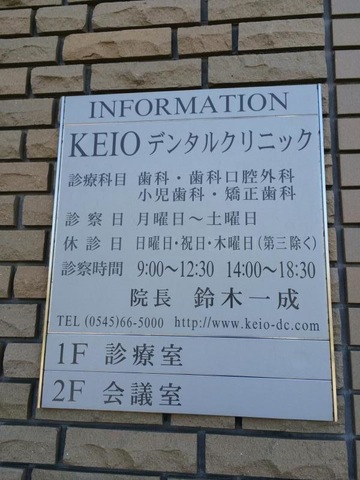 INFORMATION
KEIO デンタルクリニック
診療科目 歯科・歯科口腔外科
小児歯科・矯正歯科
診察日 月曜日〜土曜日
休診日 日曜日・祝日・木曜日(第三除く)
診察時間 9:00〜12:30 14:00〜18:30
院長 鈴木一成
TEL (0545)66-5000 http://www.keio-dc.com
1F 診療室
2F 会議室